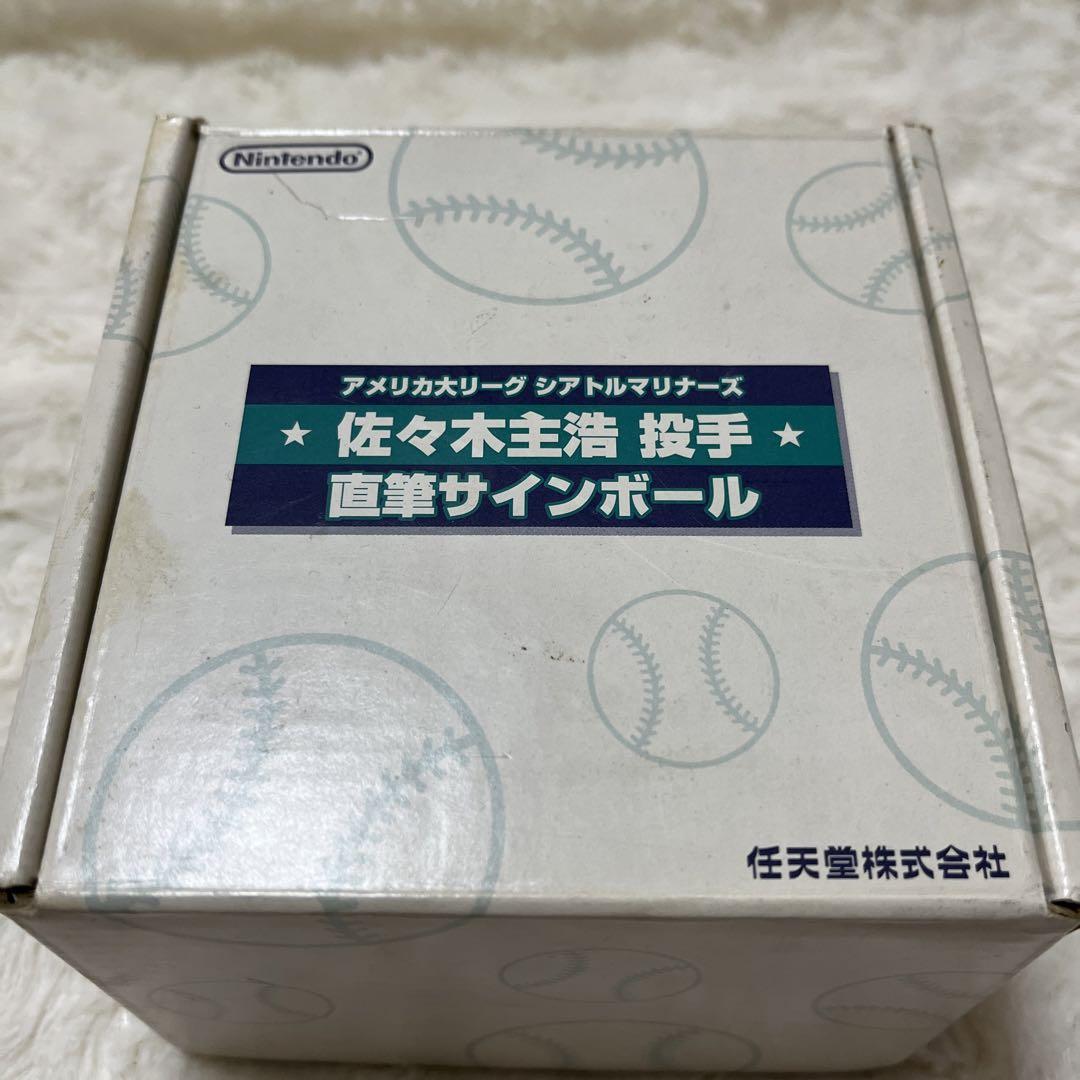 Nintendo
アメリカ大リーグ シアトルマリナーズ
★ 佐々木主浩 投手 ★
直筆サインボール
任天堂株式会社